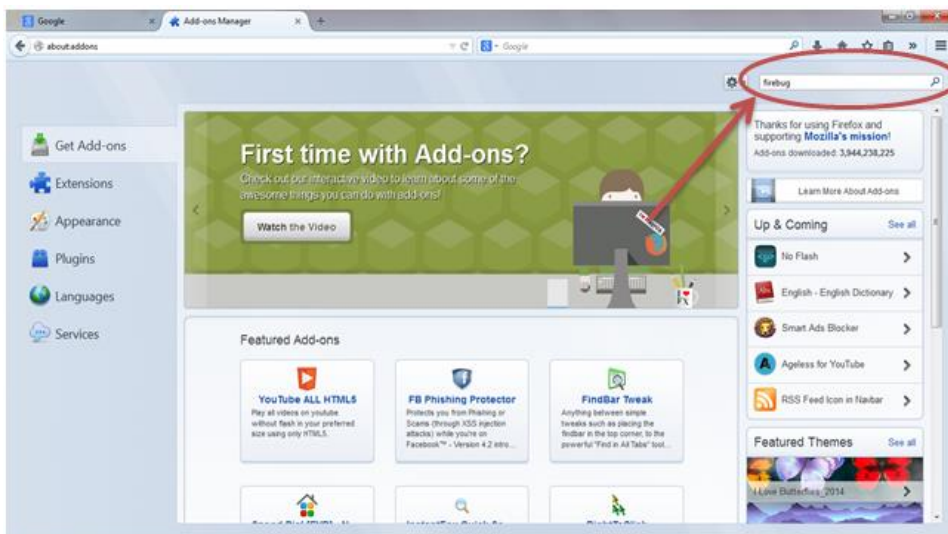 Google
Add-ons Manager
about:addons
Google
firebug
Get Add-ons
Extensions
Appearance
Plugins
Languages
Services
First time with Add-ons?
Check out our interactive video to learn about some of the
awesome things you can do with add-ons!
Watch the Video
Thanks for using Firefox and
supporting Mozilla's mission!
Add-ons downloaded: 3,944,238,225
Learn More About Add-ons
Up & Coming
See all
No Flash
English - English Dictionary
Smart Ads Blocker
Ageless for YouTube
RSS Feed Icon in Navbar
Featured Themes
See all
I Love Butterflies_2014
Featured Add-ons
YouTube ALL HTML5
Play all videos on youtube
without flash in your preferred
size using only HTML5.
FB Phishing Protector
Protects you from Phishing or
Scams (through XSS injection
attacks) while you're on
Facebook™ - Version 4.2 intro...
FindBar Tweak
Anything between simple
tweaks such as placing the
findbar in the top corner, to the
powerful "Find in All Tabs" tool...